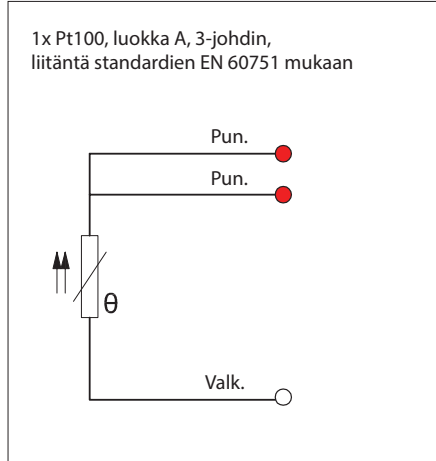 1x Pt100, luokka A, 3-johdin,
liitäntä standardien EN 60751 mukaan
Pun.
Pun.
θ
Valk.